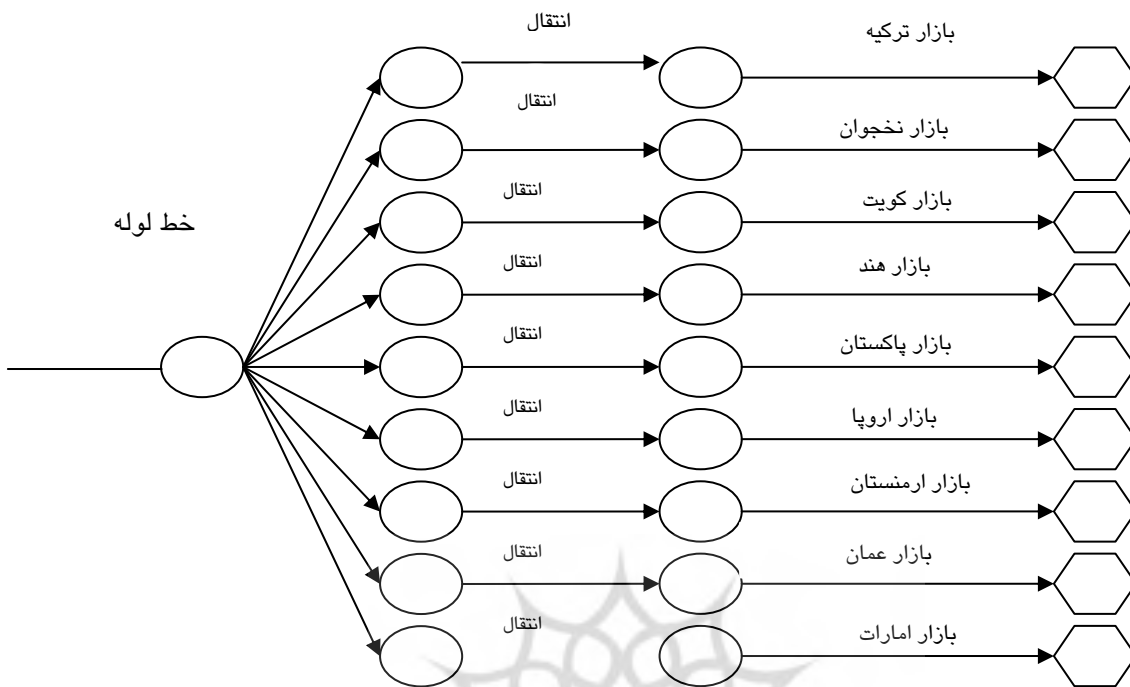 انتقال
بازار ترکیه
انتقال
بازار نخجوان
انتقال
بازار کویت
خط لوله
انتقال
بازار هند
انتقال
بازار پاکستان
انتقال
بازار اروپا
انتقال
بازار ارمنستان
انتقال
بازار عمان
انتقال
بازار امارات